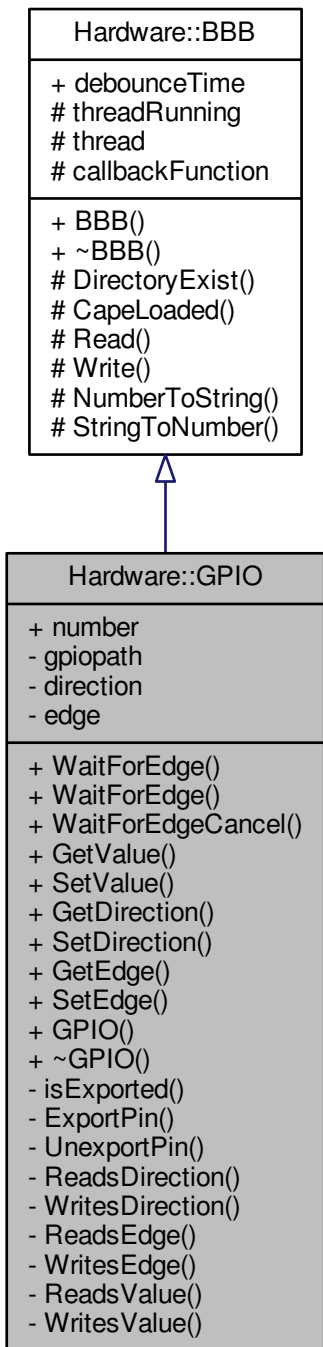 Hardware::BBB
+ debounceTime
# threadRunning
# thread
# callbackFunction
+ BBB()
+ ~BBB()
# DirectoryExist()
# CapeLoaded()
# Read()
# Write()
# NumberToString()
# StringToNumber()
Hardware::GPIO
+ number
- gpiopath
- direction
- edge
+ WaitForEdge()
+ WaitForEdge()
+ WaitForEdgeCancel()
+ GetValue()
+ SetValue()
+ GetDirection()
+ SetDirection()
+ GetEdge()
+ SetEdge()
+ GPIO()
+ ~GPIO()
- isExported()
- ExportPin()
- UnexportPin()
- ReadsDirection()
- WritesDirection()
- ReadsEdge()
- WritesEdge()
- ReadsValue()
- WritesValue()